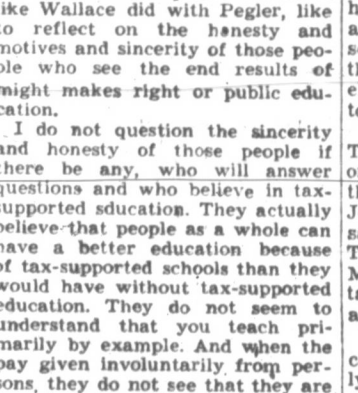 like Wallace did with Pegler, like
to reflect on the honesty and
motives and sincerity of those peo-
ple who see the end results of
might makes right or public edu-
cation.
I do not question the sincerity
and honesty of those people if
there be any, who will answer
questions and who believe in tax-
supported sducation. They actually
believe that people as a whole can
have a better education because
of tax-supported schools than they
would have without tax-supported
education. They do not seem to
understand that you teach pri-
marily by example. And when the
pay given involuntarily from per-
sons, they do not see that they are